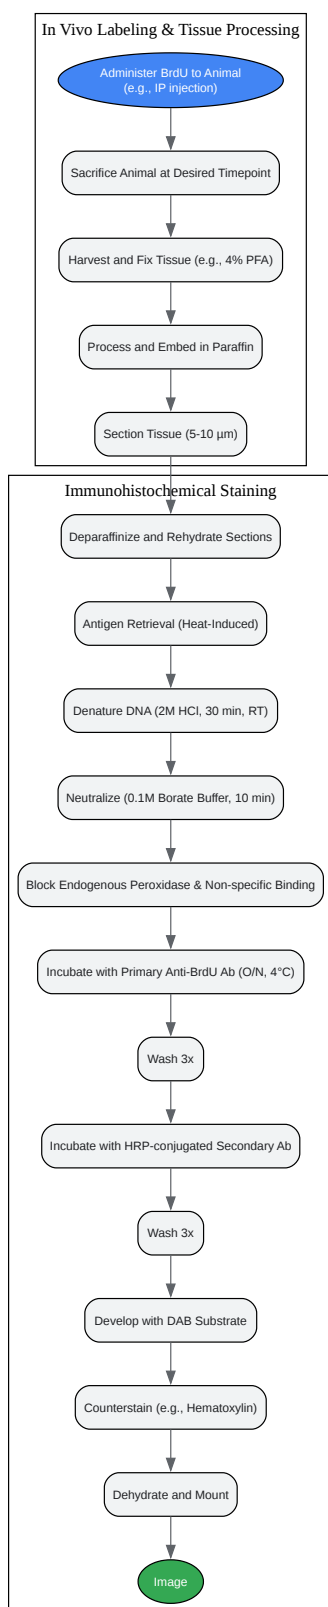 In Vivo Labeling & Tissue Processing
Administer BrdU to Animal
(e.g., IP injection)
Sacrifice Animal at Desired Timepoint
Harvest and Fix Tissue (e.g., 4% PFA)
Process and Embed in Paraffin
Section Tissue (5-10 µm)
Immunohistochemical Staining
Deparaffinize and Rehydrate Sections
Antigen Retrieval (Heat-Induced)
Denature DNA (2M HCl, 30 min, RT)
Neutralize (0.1M Borate Buffer, 10 min)
Block Endogenous Peroxidase & Non-specific Binding
Incubate with Primary Anti-BrdU Ab (O/N, 4°C)
Wash 3x
Incubate with HRP-conjugated Secondary Ab
Wash 3x
Develop with DAB Substrate
Counterstain (e.g., Hematoxylin)
Dehydrate and Mount
Image